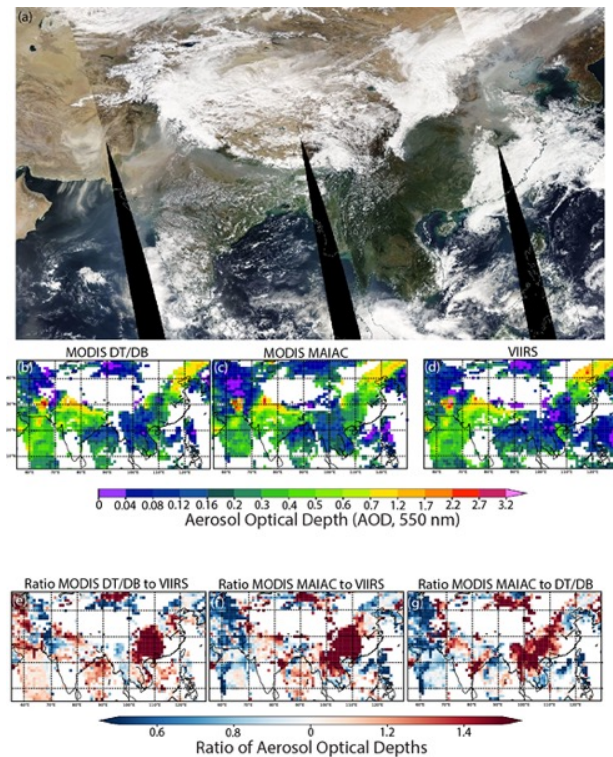 (a)
MODIS DT/DB MODIS MAIAC VIIRS
(b) (c) (d)
0 0.04 0.08 0.12 0.16 0.2 0.3 0.4 0.5 0.6 0.7 1.2 1.7 2.2 2.7 3.2
Aerosol Optical Depth (AOD, 550 nm)
Ratio MODIS DT/DB to VIIRS Ratio MODIS MAIAC to VIIRS Ratio MODIS MAIAC to DT/DB
(e) (f) (g)
0.6 0.8 0 1.2 1.4
Ratio of Aerosol Optical Depths